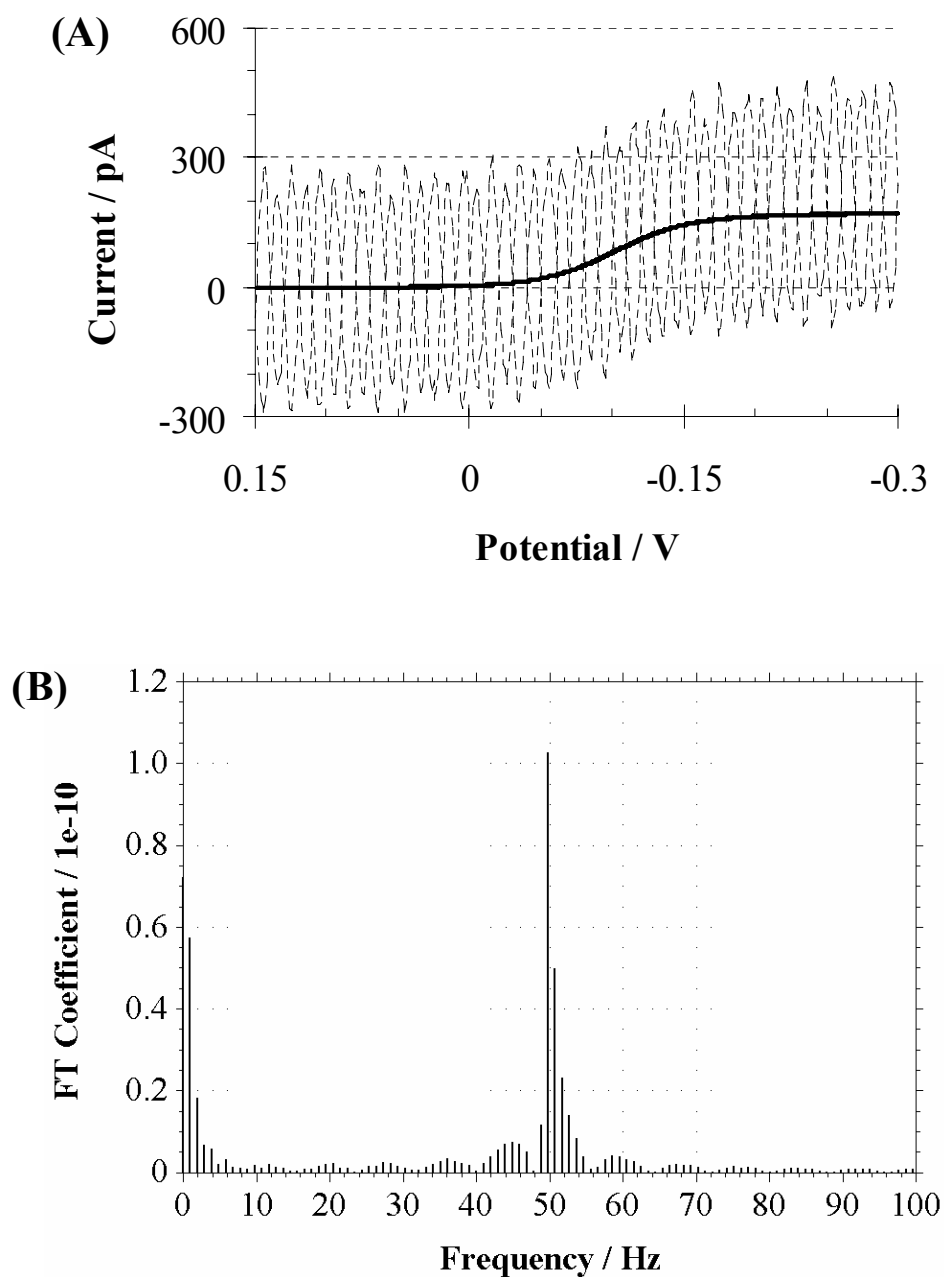 (A)
600
300
0
-300
Current / pA
0.15 0 -0.15 -0.3
Potential / V
(B)
1.2
1.0
0.8
0.6
0.4
0.2
0
FT Coefficient / 1e-10
0 10 20 30 40 50 60 70 80 90 100
Frequency / Hz